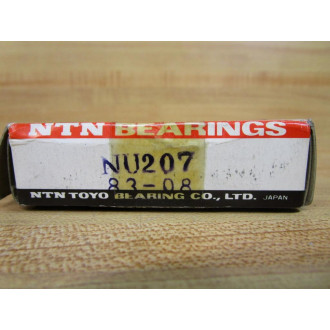 NTN BEARINGS
NU207
83-08
NTN TOYO BEARING CO., LTD. JAPAN